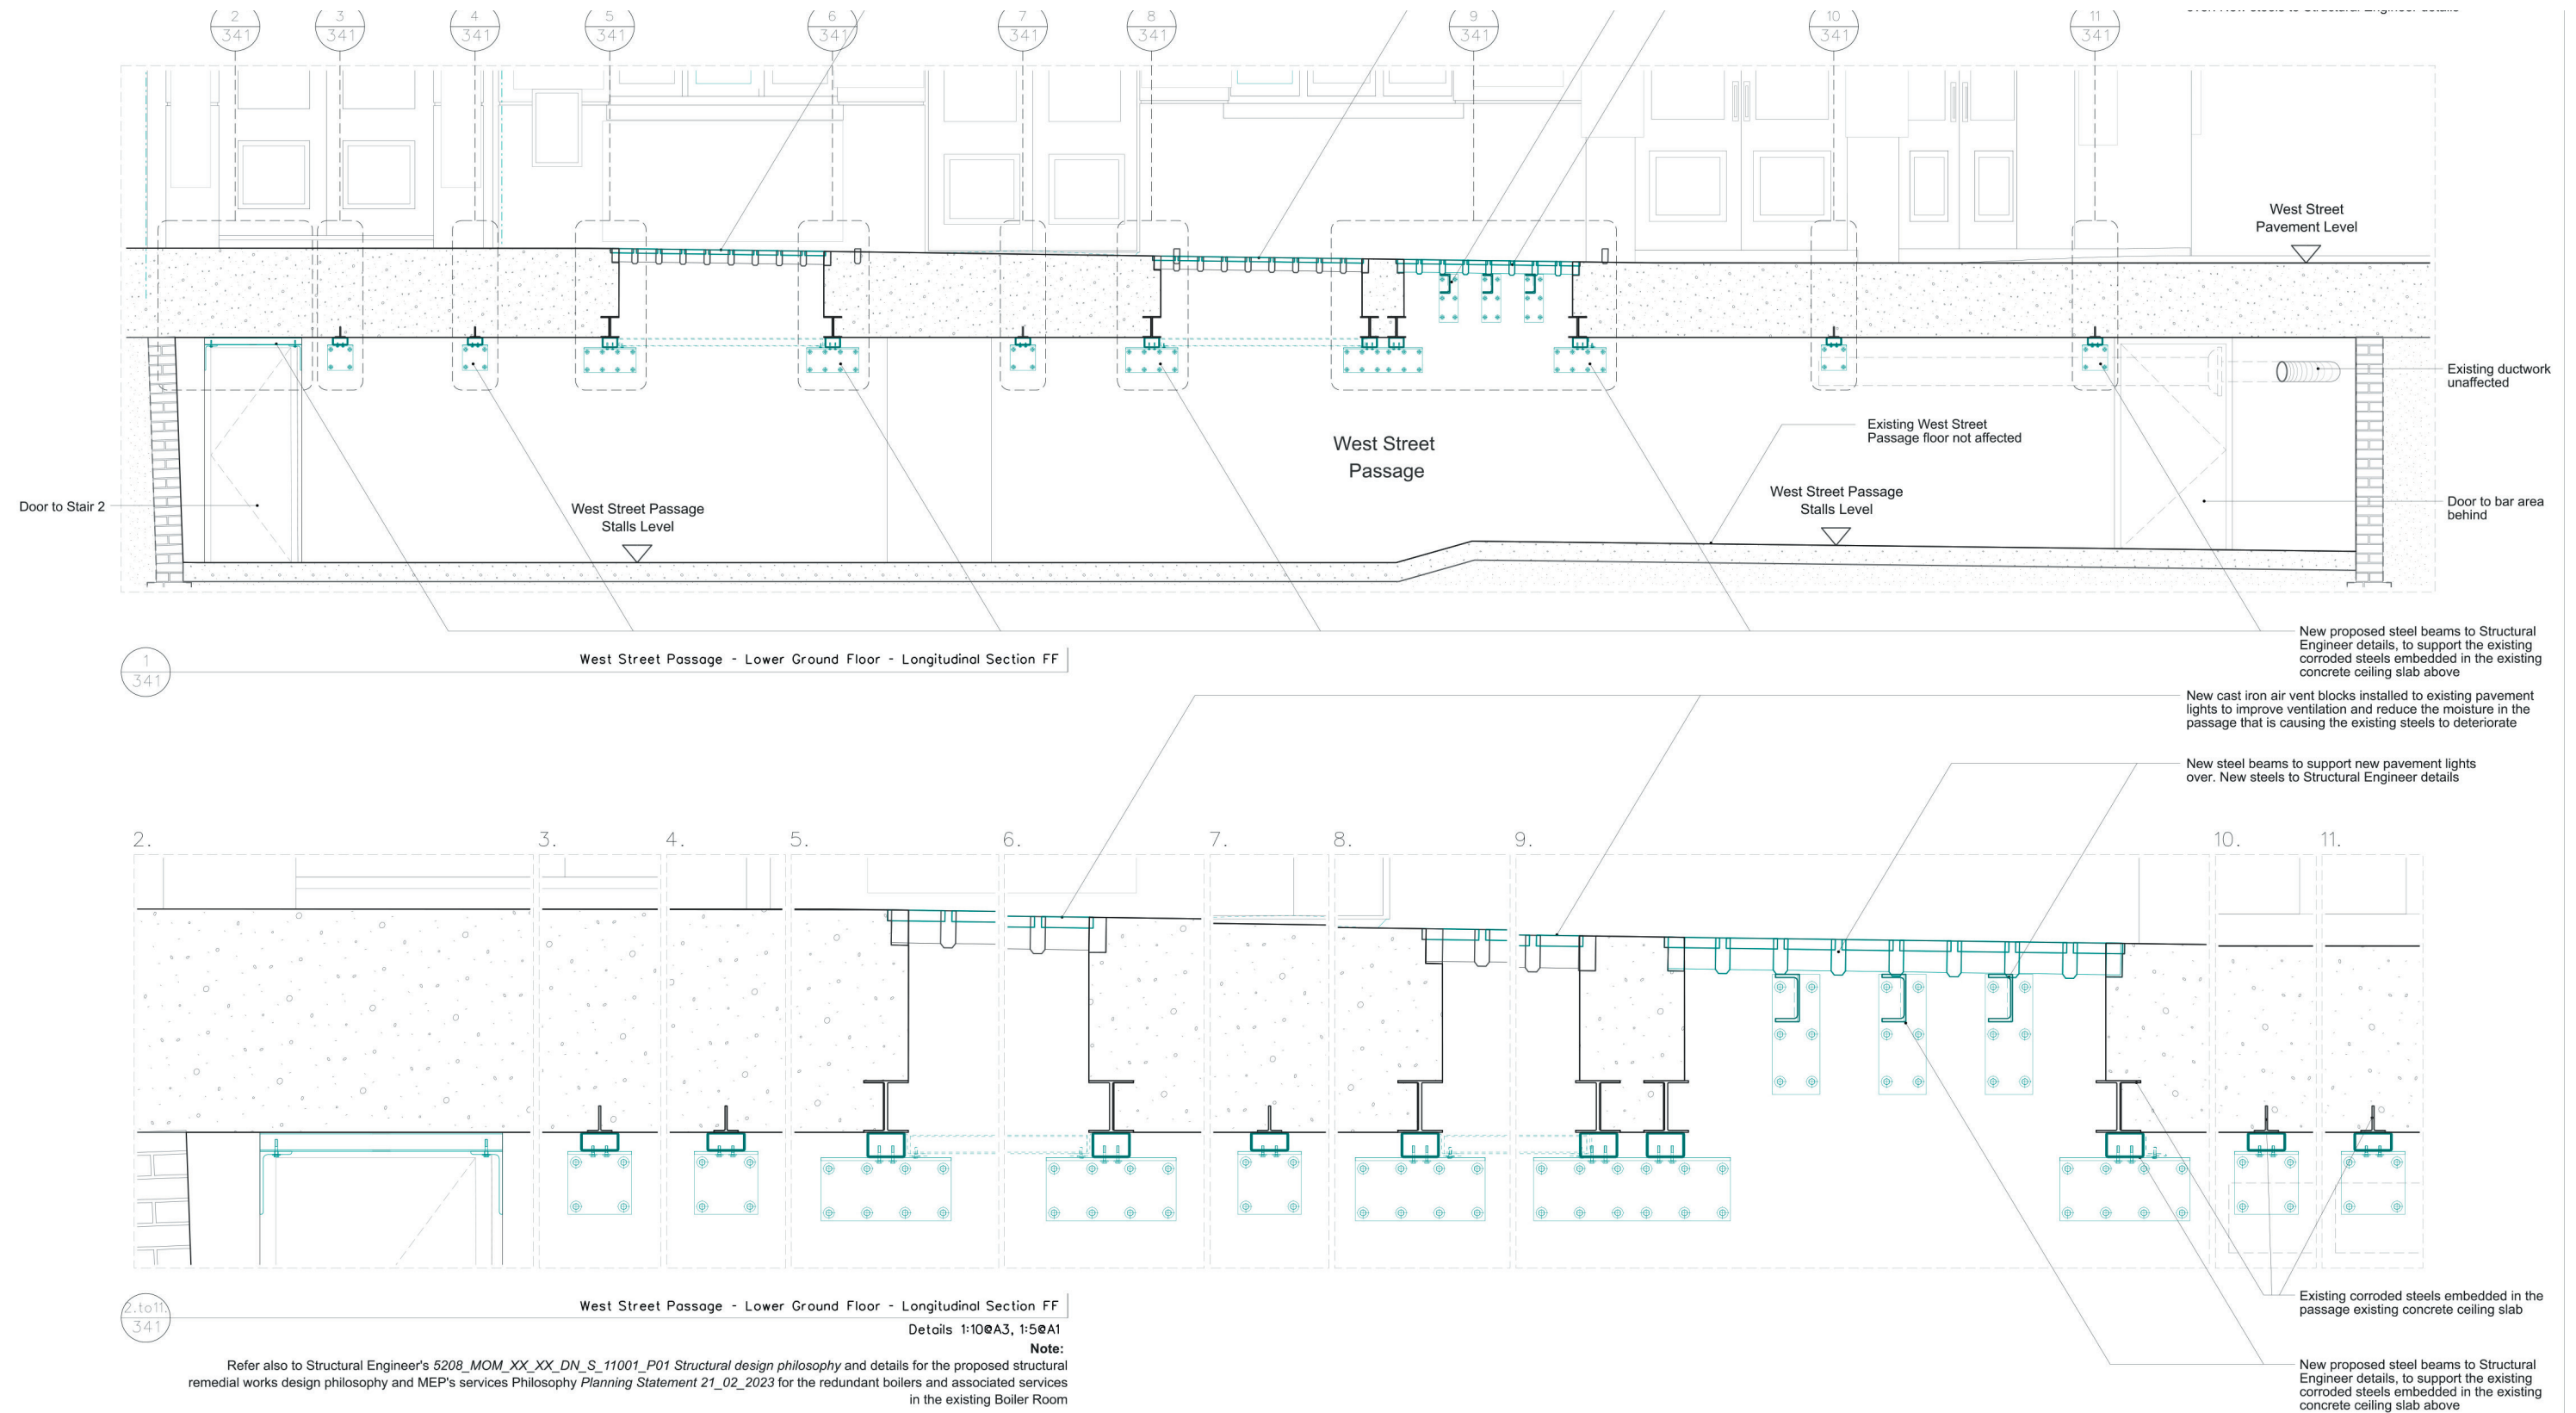 2
341
3
341
4
341
5
341
6
341
7
341
8
341
9
341
10
341
11
341
West Street
Pavement Level
Existing ductwork
unaffected
Existing West Street
Passage floor not affected
West Street
Passage
West Street Passage
Stalls Level
Door to Stair 2
West Street Passage
Stalls Level
Door to bar area
behind
New proposed steel beams to Structural
Engineer details, to support the existing
corroded steels embedded in the existing
concrete ceiling slab above
1
341
West Street Passage - Lower Ground Floor - Longitudinal Section FF
New cast iron air vent blocks installed to existing pavement
lights to improve ventilation and reduce the moisture in the
passage that is causing the existing steels to deteriorate
New steel beams to support new pavement lights
over. New steels to Structural Engineer details
2.
3.
4.
5.
6.
7.
8.
9.
10.
11.
Existing corroded steels embedded in the
passage existing concrete ceiling slab
2.to11.
341
West Street Passage - Lower Ground Floor - Longitudinal Section FF
Details 1:10@A3, 1:5@A1
Note:
Refer also to Structural Engineer's 5208_MOM_XX_XX_DN_S_11001_P01 Structural design philosophy and details for the proposed structural
remedial works design philosophy and MEP's services Philosophy Planning Statement 21_02_2023 for the redundant boilers and associated services
in the existing Boiler Room
New proposed steel beams to Structural
Engineer details, to support the existing
corroded steels embedded in the existing
concrete ceiling slab above